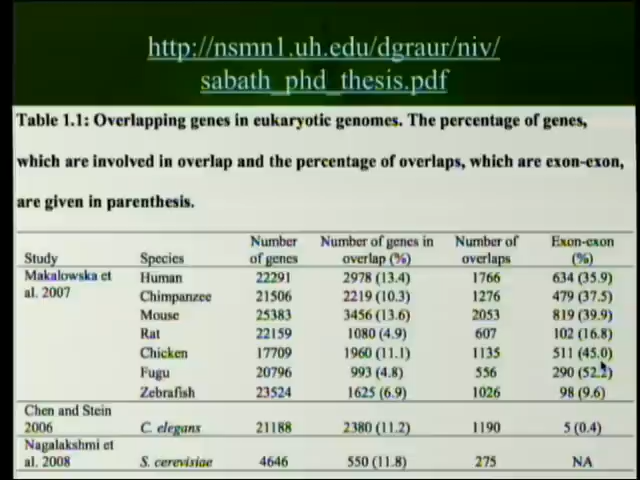 http://nsmn1.uh.edu/dgraur/niv/
sabath_phd_thesis.pdf
Table 1.1: Overlapping genes in eukaryotic genomes. The percentage of genes,
which are involved in overlap and the percentage of overlaps, which are exon-exon,
are given in parenthesis.
Study Species Number of genes Number of genes in overlap (%) Number of overlaps Exon-exon (%)
Makalowska et al. 2007 Human 22291 2978 (13.4) 1766 634 (35.9)
Chimpanzee 21506 2219 (10.3) 1276 479 (37.5)
Mouse 25383 3456 (13.6) 2053 819 (39.9)
Rat 22159 1080 (4.9) 607 102 (16.8)
Chicken 17709 1960 (11.1) 1135 511 (45.0)
Fugu 20796 993 (4.8) 556 290 (52.2)
Zebrafish 23524 1625 (6.9) 1026 98 (9.6)
Chen and Stein 2006 C. elegans 21188 2380 (11.2) 1190 5 (0.4)
Nagalakshmi et al. 2008 S. cerevisiae 4646 550 (11.8) 275 NA